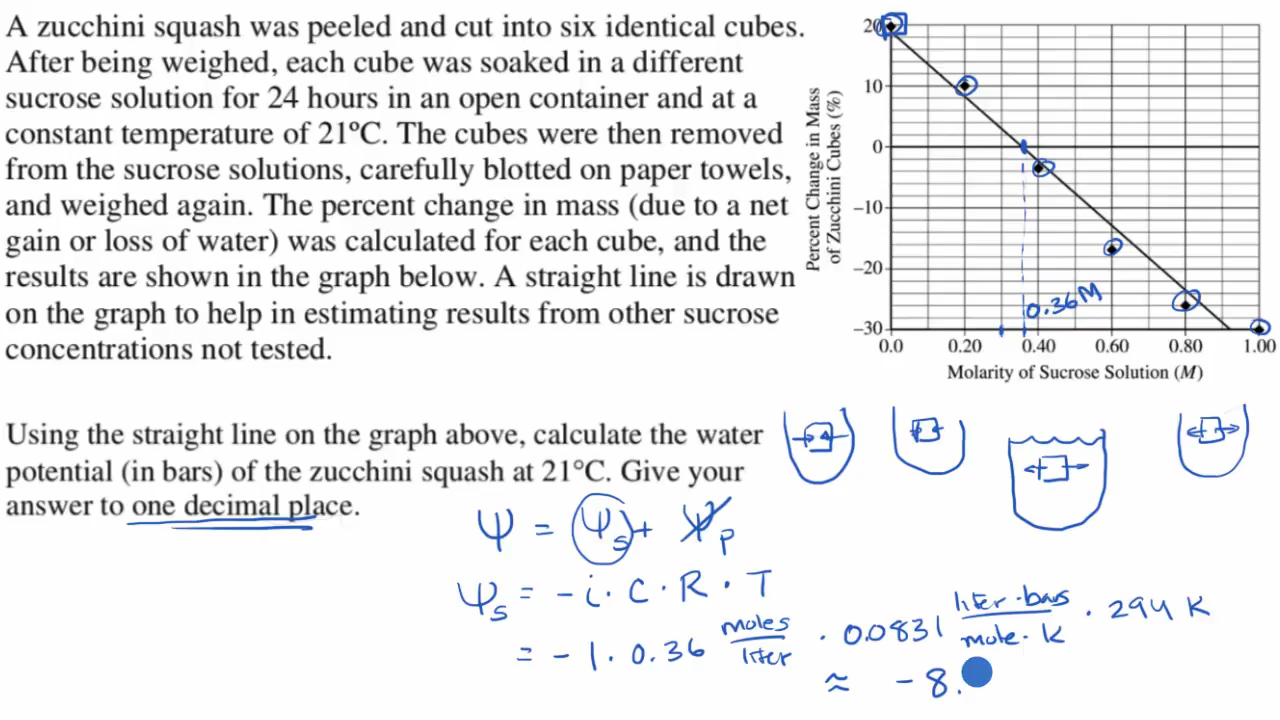 A zucchini squash was peeled and cut into six identical cubes.
After being weighed, each cube was soaked in a different
sucrose solution for 24 hours in an open container and at a
constant temperature of 21°C. The cubes were then removed
from the sucrose solutions, carefully blotted on paper towels,
and weighed again. The percent change in mass (due to a net
gain or loss of water) was calculated for each cube, and the
results are shown in the graph below. A straight line is drawn
on the graph to help in estimating results from other sucrose
concentrations not tested.
Percent Change in Mass
of Zucchini Cubes (%)
20
10
0
−10
−20
−30
0.36M
0.0 0.20 0.40 0.60 0.80 1.00
Molarity of Sucrose Solution (M)
Using the straight line on the graph above, calculate the water
potential (in bars) of the zucchini squash at 21°C. Give your
answer to one decimal place.
Ψ = Ψs + Ψp
Ψs = -i · C · R · T
= -1 · 0.36 moles/liter · 0.0831 liter·bars/mole·K · 294 K
≈ -8.